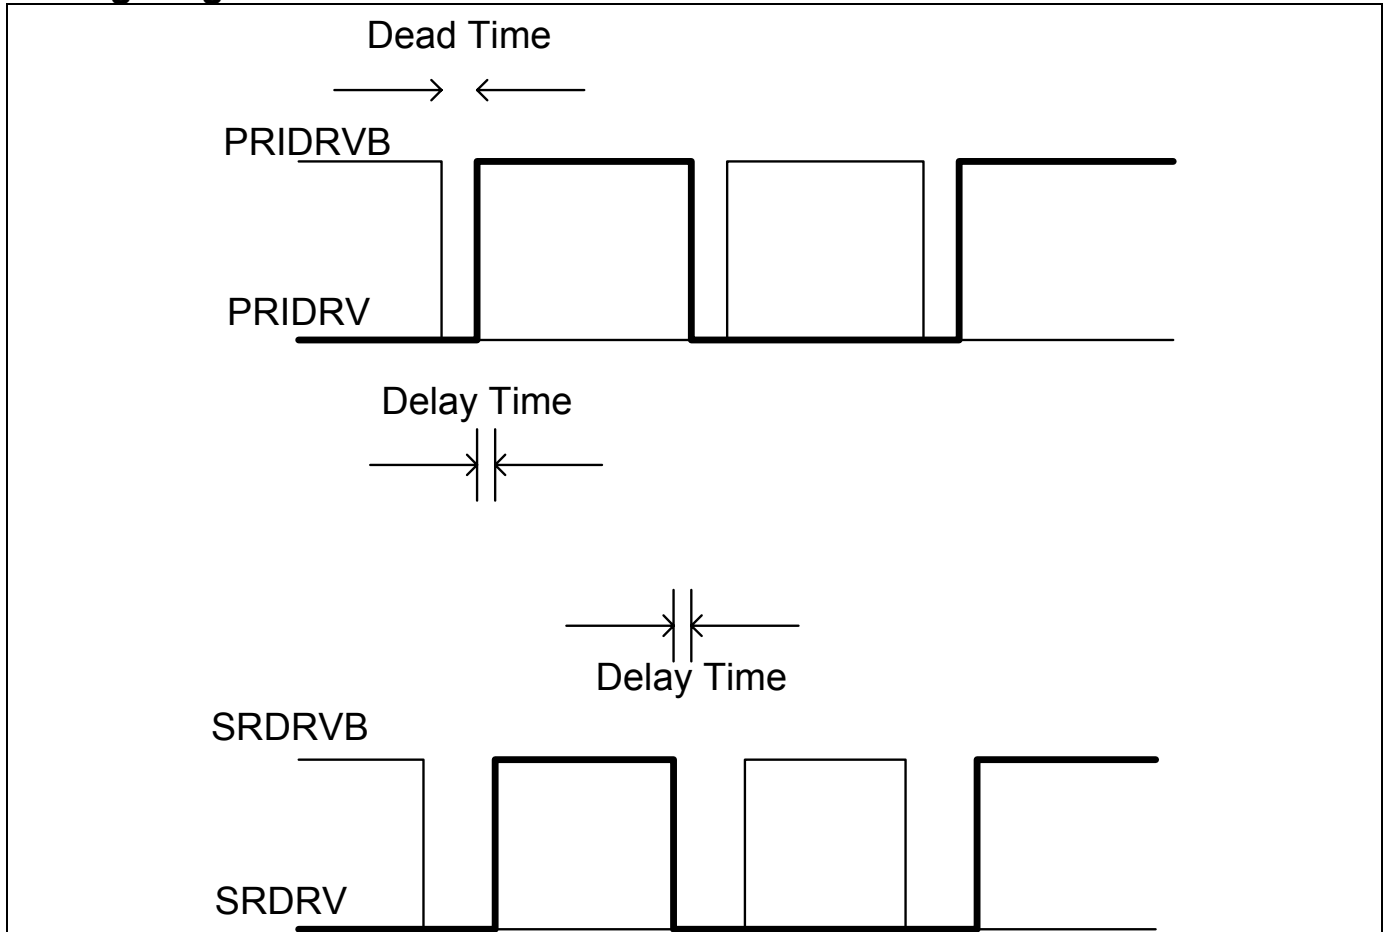 Dead Time
PRIDRVB
PRIDRV
Delay Time
Delay Time
SRDRVB
SRDRV